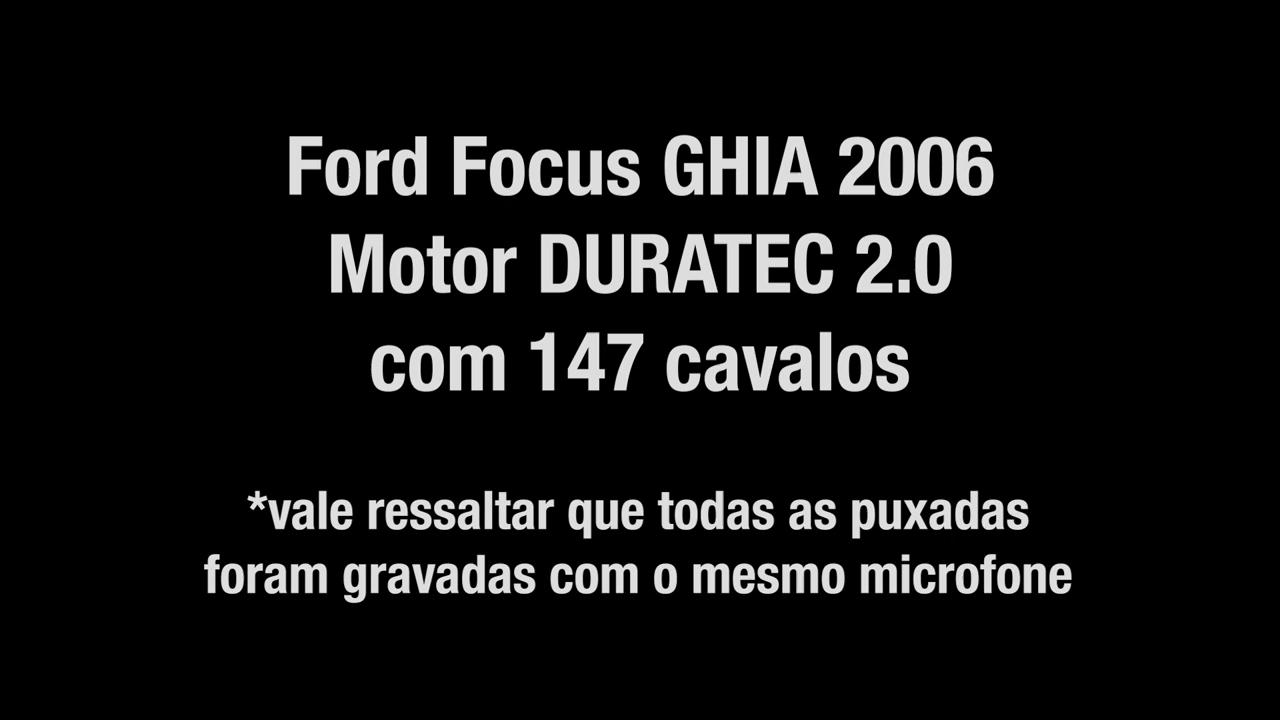 Ford Focus GHIA 2006
Motor DURATEC 2.0
com 147 cavalos
*vale ressaltar que todas as puxadas
foram gravadas com o mesmo microfone